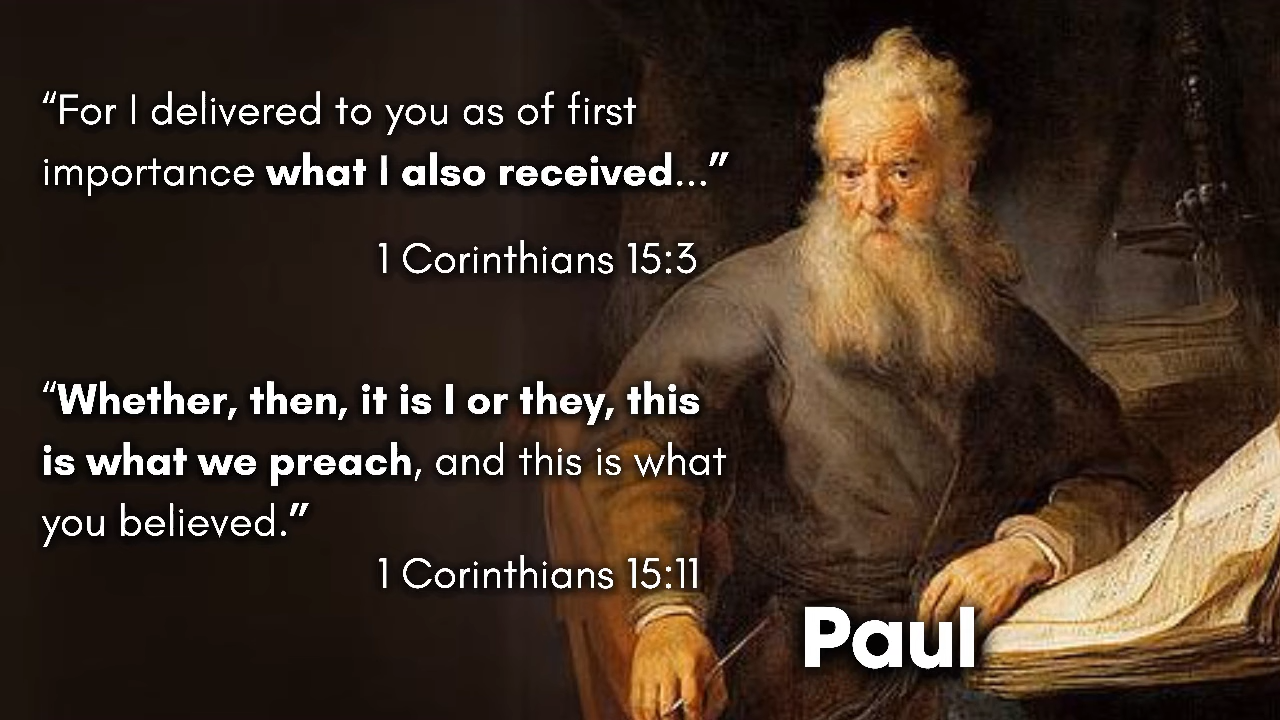 “For I delivered to you as of first
importance what I also received...”
1 Corinthians 15:3
“Whether, then, it is I or they, this
is what we preach, and this is what
you believed.”
1 Corinthians 15:11
Paul